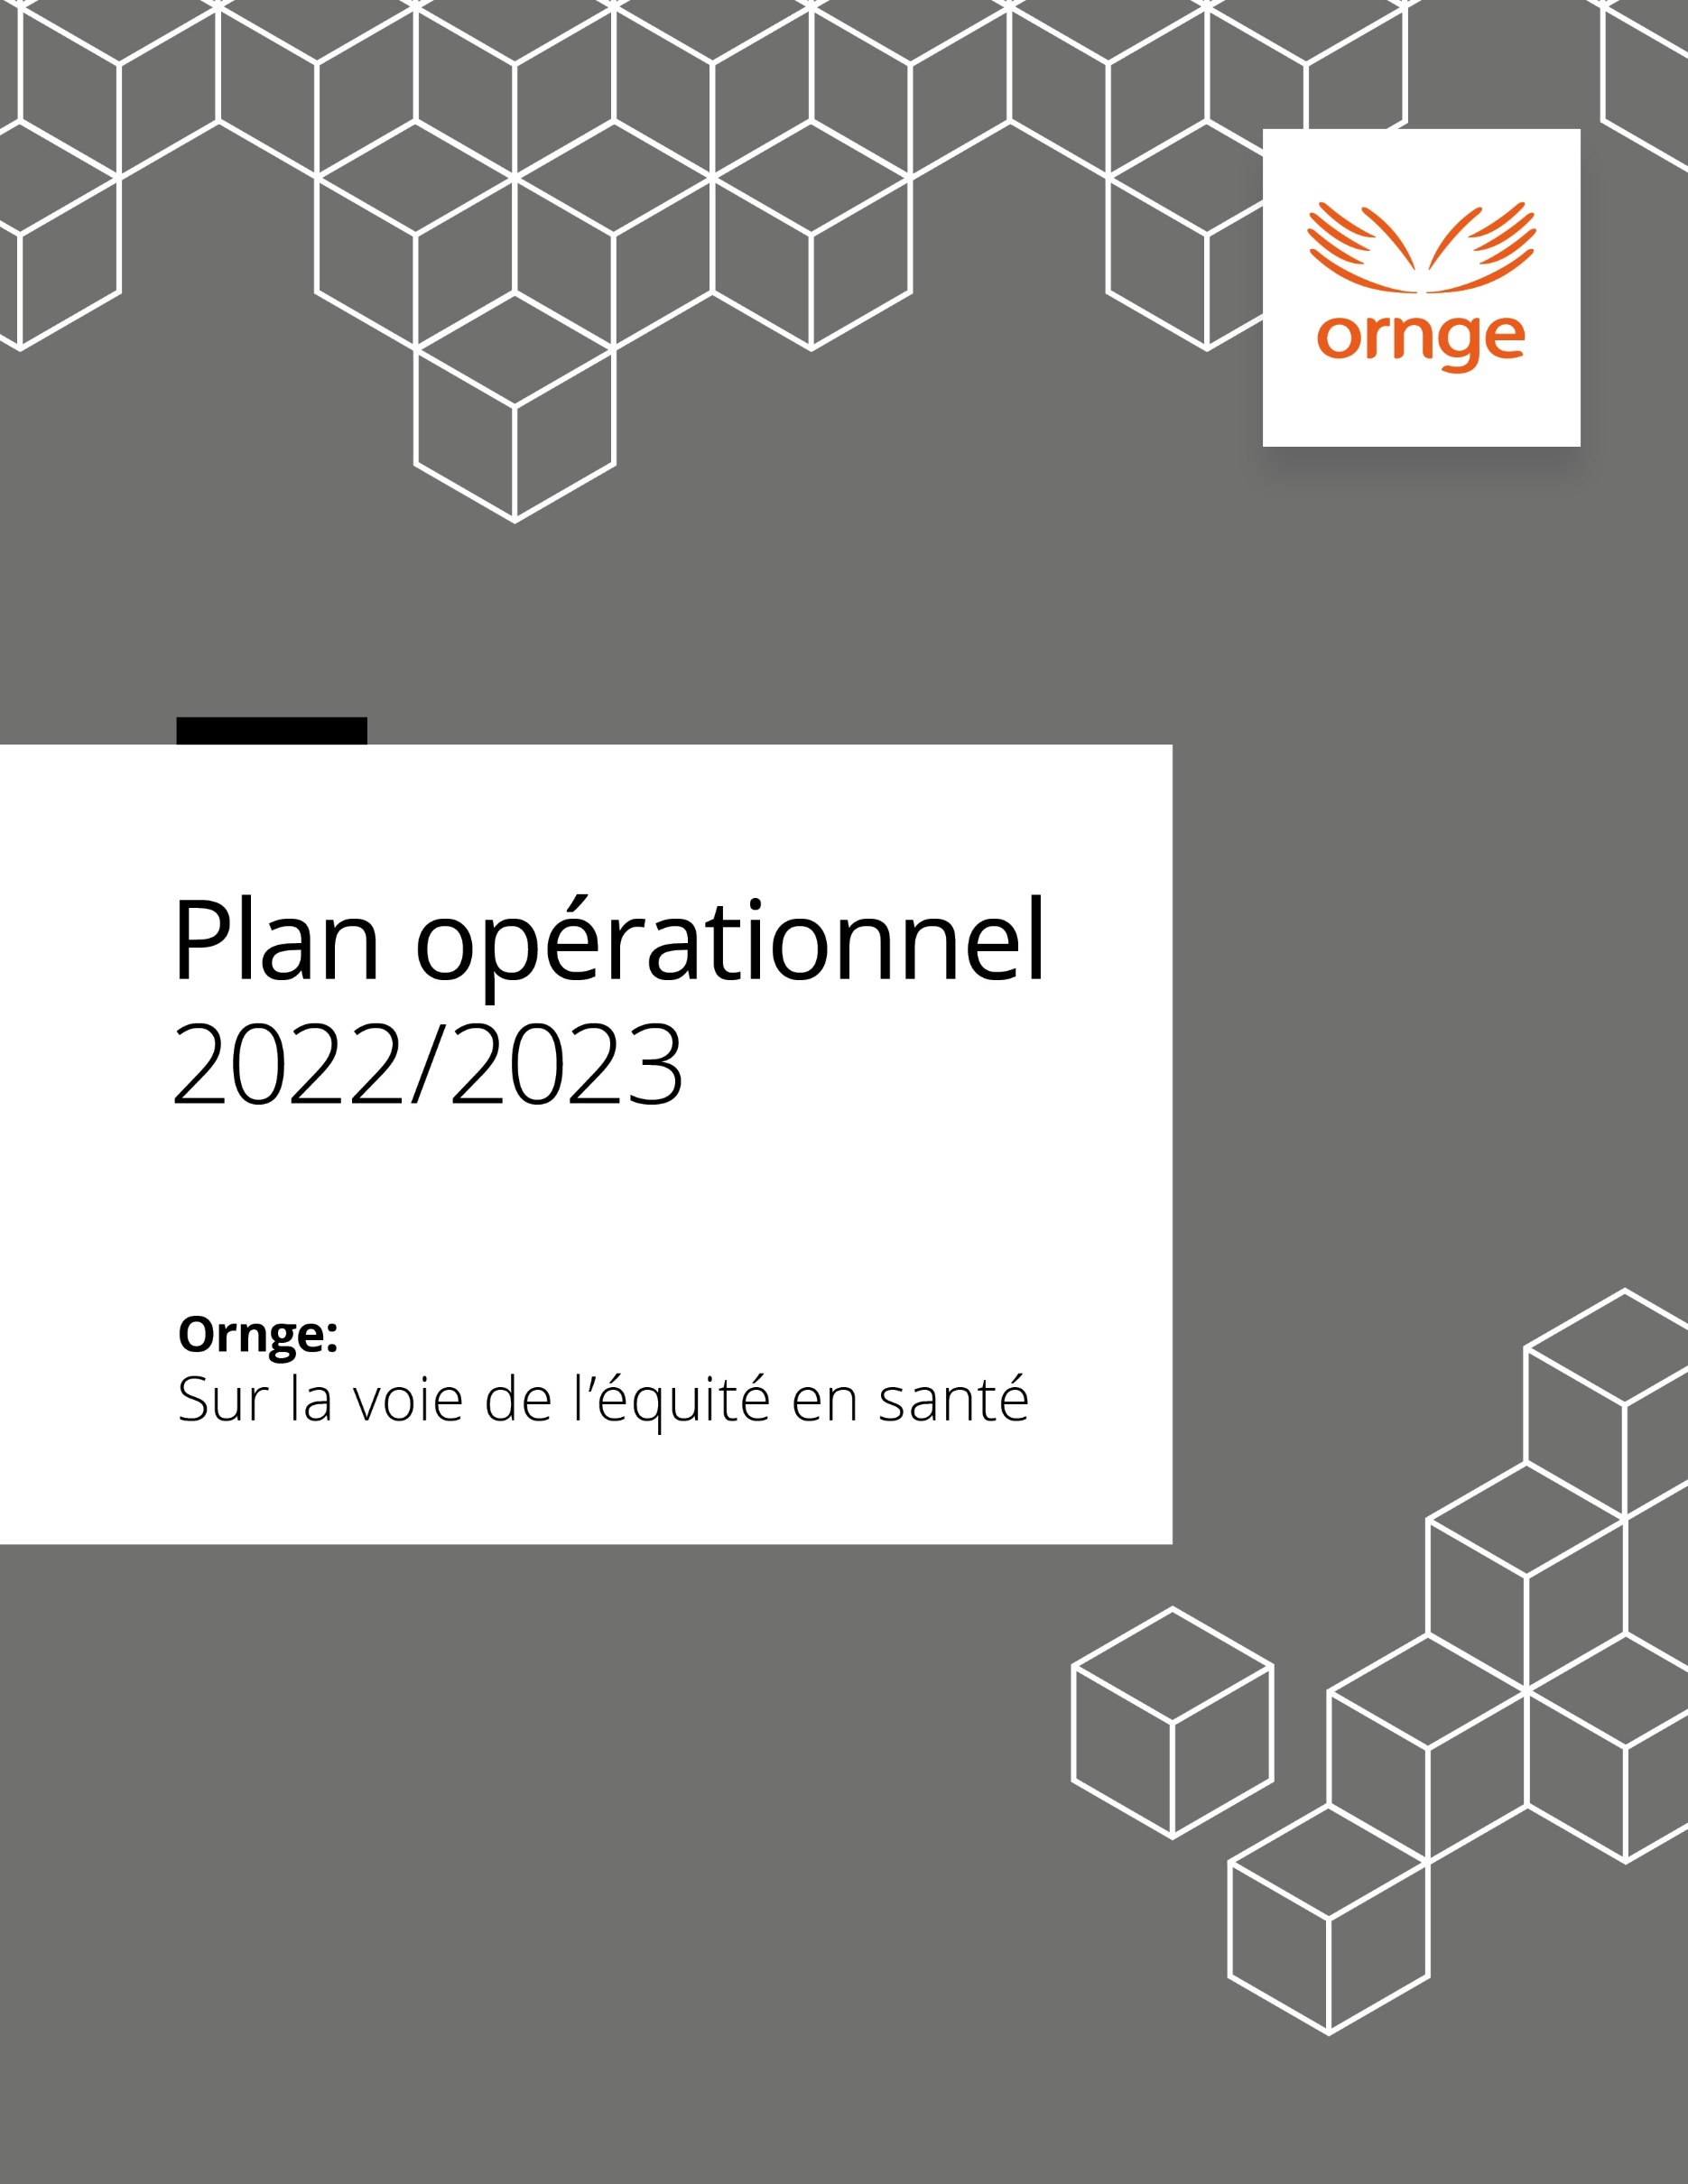 ornge
Plan opérationnel
2022/2023
Ornge:
Sur la voie de l’équité en santé